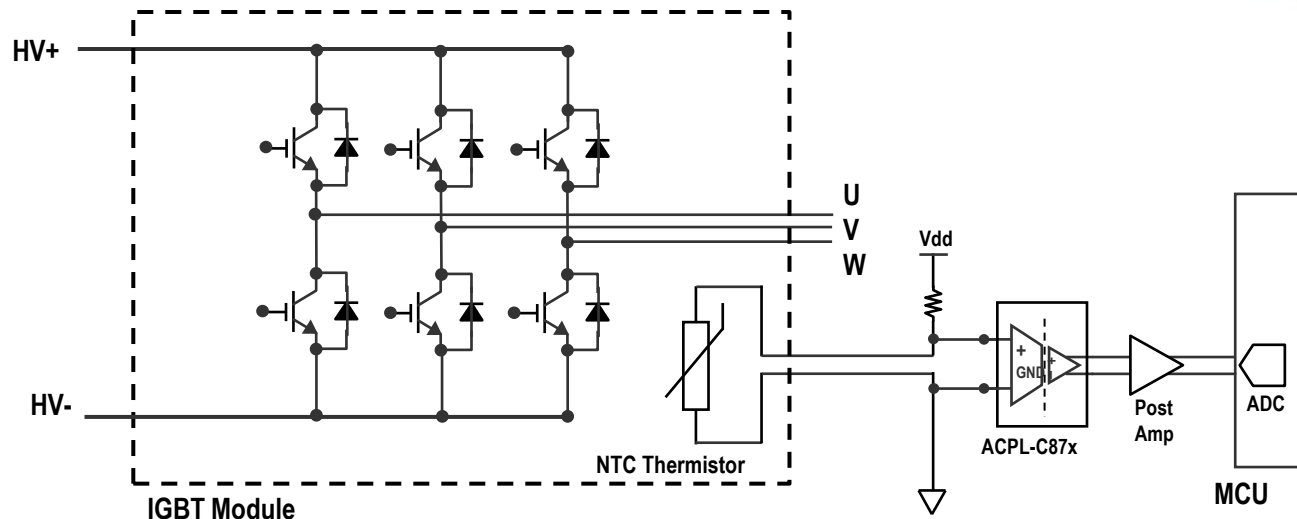 HV+
U
V
W
Vdd
+
GND
+
HV-
Post
Amp
ADC
ACPL-C87x
NTC Thermistor
MCU
IGBT Module